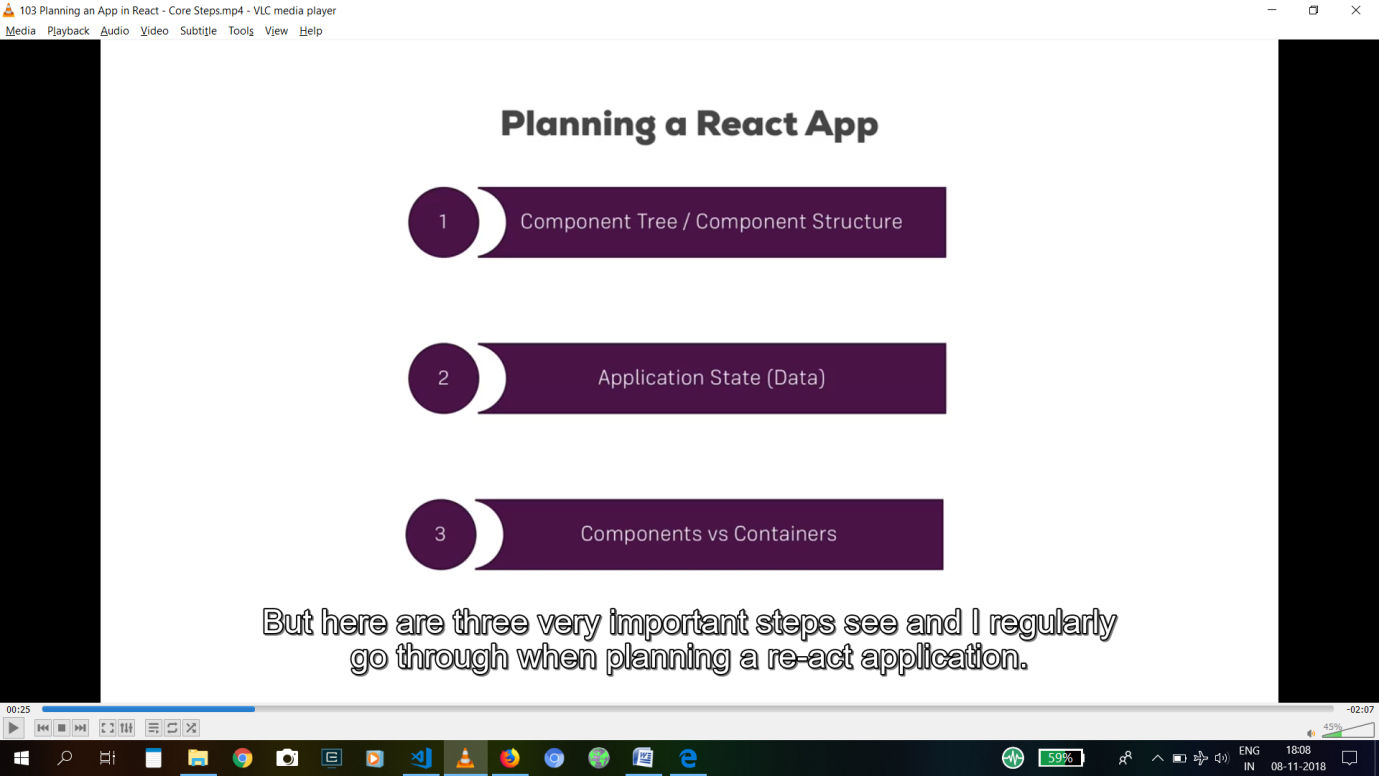 103 Planning an App in React - Core Steps.mp4 - VLC media player
Media Playback Audio Video Subtitle Tools View Help
Planning a React App
1 Component Tree / Component Structure
2 Application State (Data)
3 Components vs Containers
But here are three very important steps see and I regularly
go through when planning a re-act application.
00:25 -02:07
45%
59% ENG 18:08
IN 08-11-2018